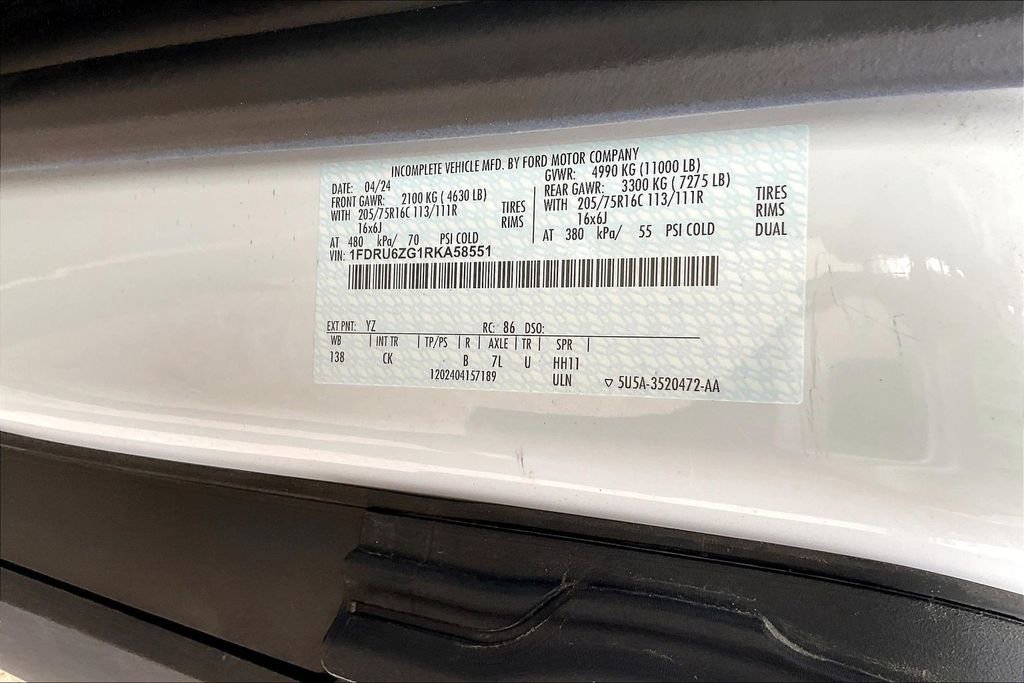 INCOMPLETE VEHICLE MFD. BY FORD MOTOR COMPANY
DATE: 04/24 GVWR: 4990 KG (11000 LB)
FRONT GAWR: 2100 KG ( 4630 LB) REAR GAWR: 3300 KG ( 7275 LB)
WITH 205/75R16C 113/111R TIRES WITH 205/75R16C 113/111R TIRES
16x6J RIMS 16x6J RIMS
AT 480 kPa/ 70 PSI COLD AT 380 kPa/ 55 PSI COLD DUAL
VIN: 1FDRU6ZG1RKA58551
EXT PNT: YZ RC: 86 DSO:
WB INT TR TP/PS R AXLE TR SPR
138 CK B 7L U HH11
1202404157189 ULN 5U5A-3520472-AA